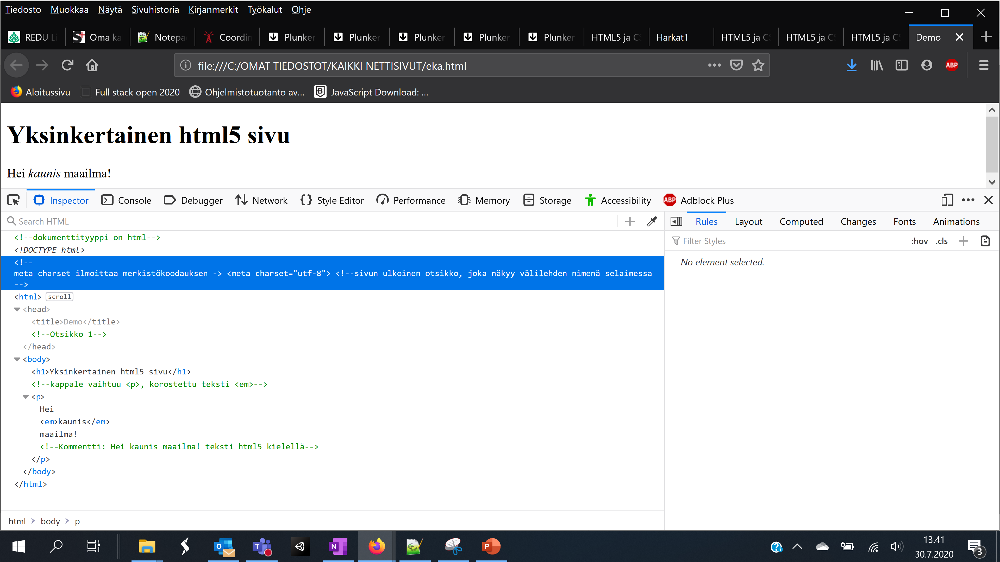 Tiedosto Muokkaa Näytä Sivuhistoria Kirjanmerkit Työkalut Ohje
REDU Li Oma ka Notepa Coordin Plunker Plunker Plunker Plunker Plunker HTML5 ja CS Harkat1 HTML5 ja CS HTML5 ja CS HTML5 ja CS Demo
file:///C:/OMAT TIEDOSTOT/KAIKKI NETTISIVUT/eka.html ABP
Aloitussivu Full stack open 2020 Ohjelmistotuotanto av... JavaScript Download: ...
Yksinkertainen html5 sivu
Hei kaunis maailma!
Inspector Console Debugger Network Style Editor Performance Memory Storage Accessibility ABP Adblock Plus
Search HTML
Rules Layout Computed Changes Fonts Animations
Filter Styles :hov .cls
No element selected.
<!--dokumenttityyppi on html-->
<!DOCTYPE html>
<!--
meta charset ilmoittaa merkistökoodauksen -> <meta charset="utf-8"> <!--sivun ulkoinen otsikko, joka näkyy välilehden nimenä selaimessa
-->
<html> scroll
<head>
<title>Demo</title>
<!--Otsikko 1-->
</head>
<body>
<h1>Yksinkertainen html5 sivu</h1>
<!--kappale vaihtuu <p>, korostettu teksti <em>-->
<p>
Hei
<em>kaunis</em>
maailma!
<!--Kommentti: Hei kaunis maailma! teksti html5 kielellä-->
</p>
</body>
</html>
html body p
13.41
30.7.2020
3